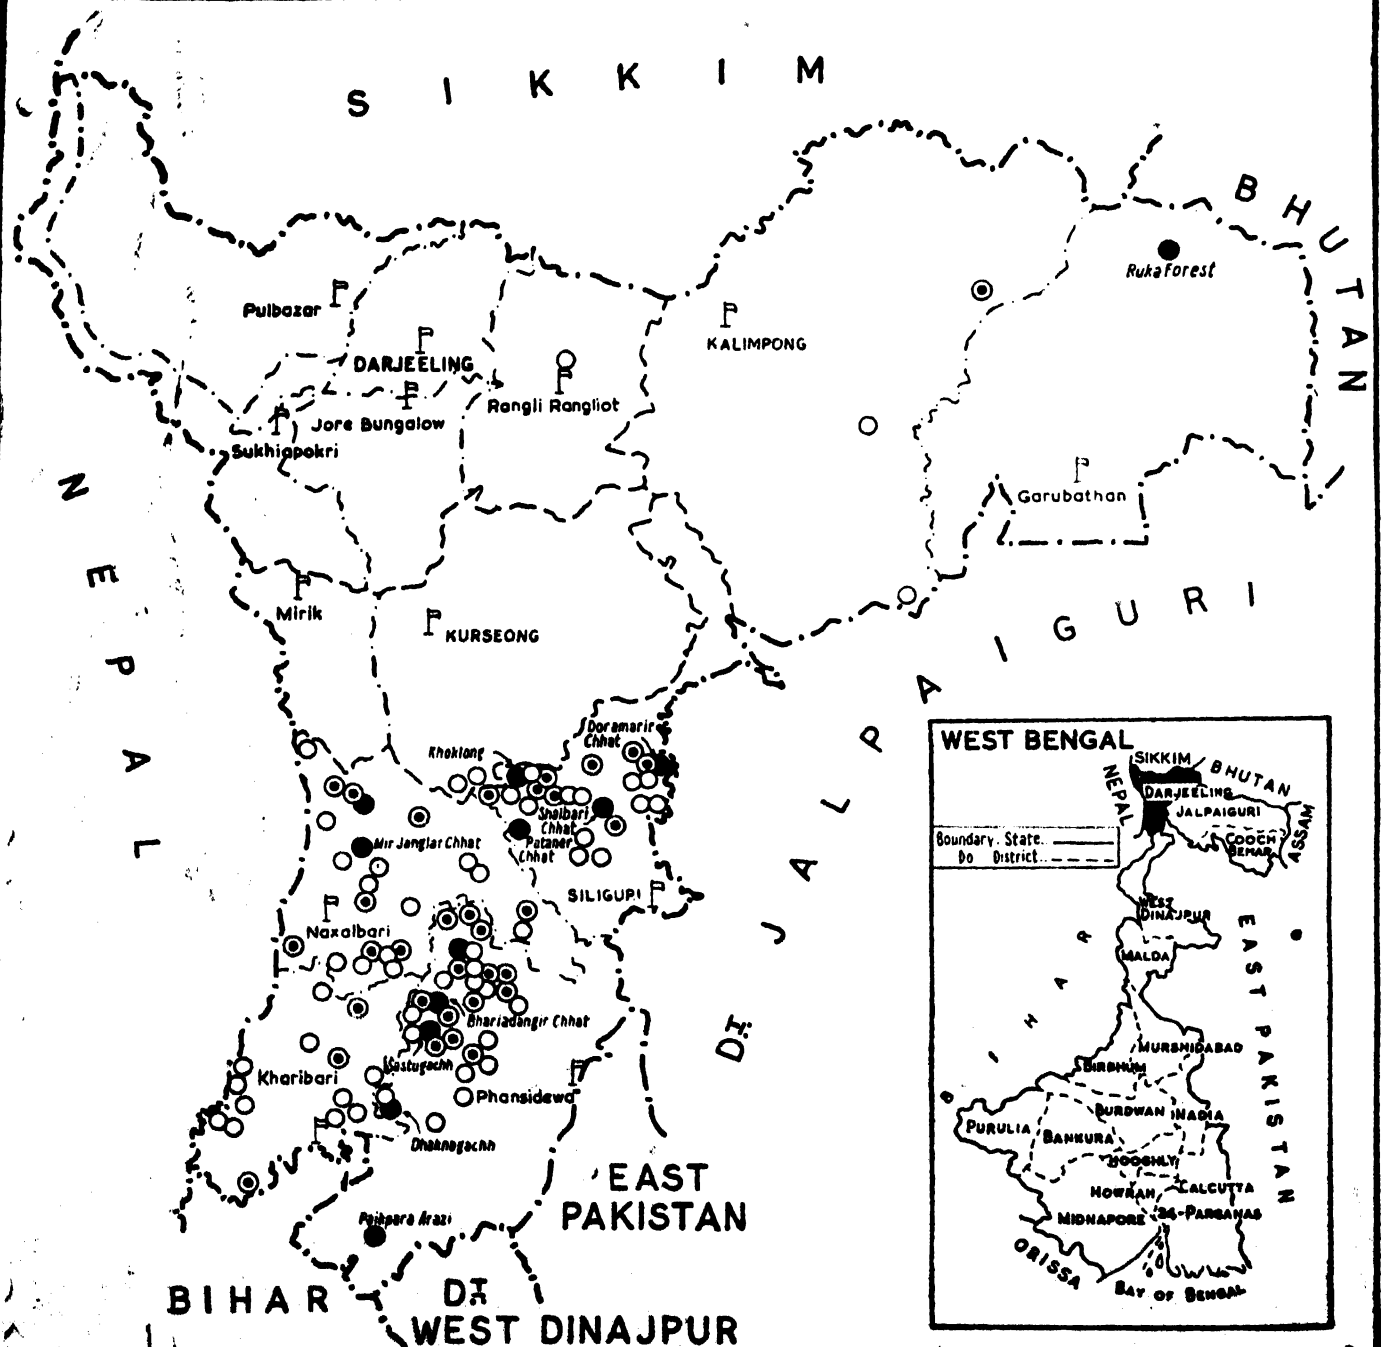 SIKKIM
BHUTAN
Ruka Forest
Pulbazar
KALIMPONG
DARJEELING
Rangli Rangliot
Jore Bungalow
Sukhiapokri
NEPAL
Garubathan
Mirik
KURSEONG
JALPAIGURI
DT.
Doramarir
Chhat
Khoklong
Shalbari
Chhat
Mir Janglar Chhat
Pataner
Chhat
SILIGURI
Naxalbari
Bhariadangir Chhat
Kharibari
Sastugachh
Phansidewa
Dhaknagachh
EAST
PAKISTAN
Paikpara Arazi
BIHAR
DT.
WEST DINAJPUR
WEST BENGAL
SIKKIM
BHUTAN
NEPAL
DARJEELING
JALPAIGURI
ASSAM
Boundary. State
Do District
COOCH
BEHAR
WEST
DINAJPUR
MALDA
BIHAR
EAST PAKISTAN
MURSHIDABAD
BIRBHUM
BURDWAN
NADIA
PURULIA
BANKURA
HOOGHLY
HOWRAH
CALCUTTA
MIDNAPORE
24-PARGANAS
ORISSA
BAY OF BENGAL